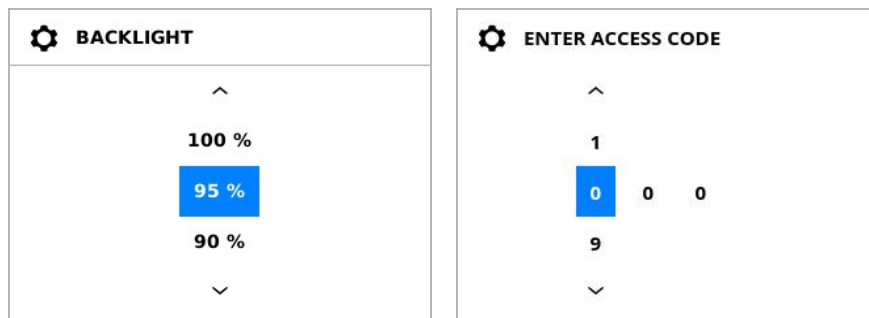 BACKLIGHT
100 %
95 %
90 %
ENTER ACCESS CODE
1
0 0 0
9